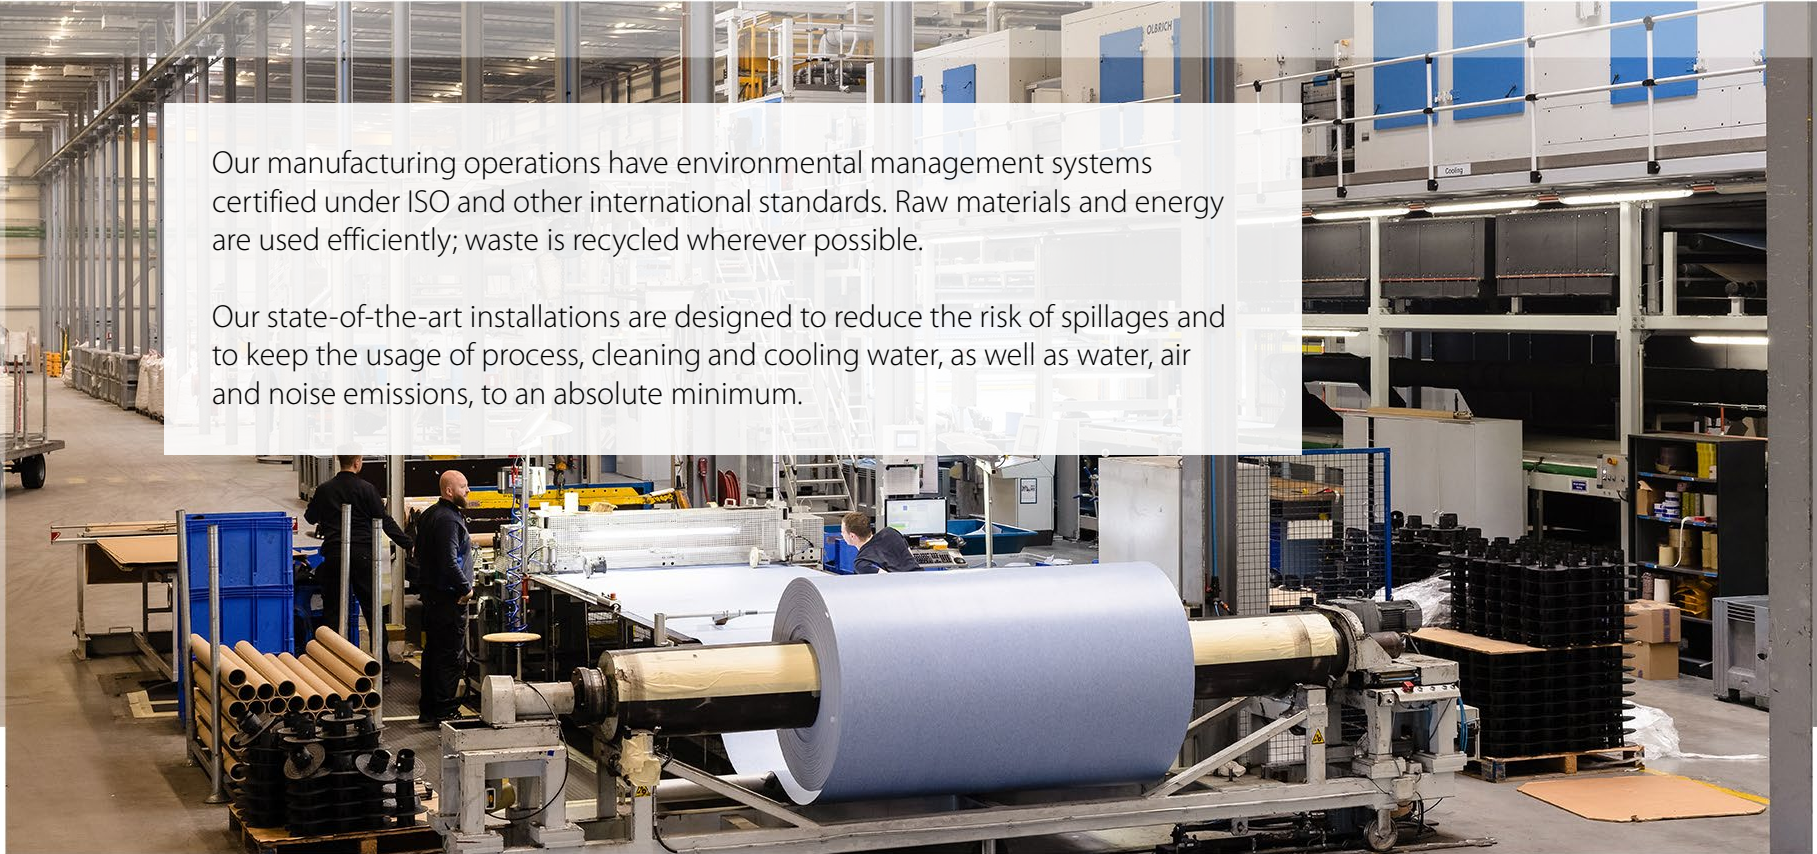 OLBRICH
Cooling
Our manufacturing operations have environmental management systems
certified under ISO and other international standards. Raw materials and energy
are used efficiently; waste is recycled wherever possible.
Our state-of-the-art installations are designed to reduce the risk of spillages and
to keep the usage of process, cleaning and cooling water, as well as water, air
and noise emissions, to an absolute minimum.